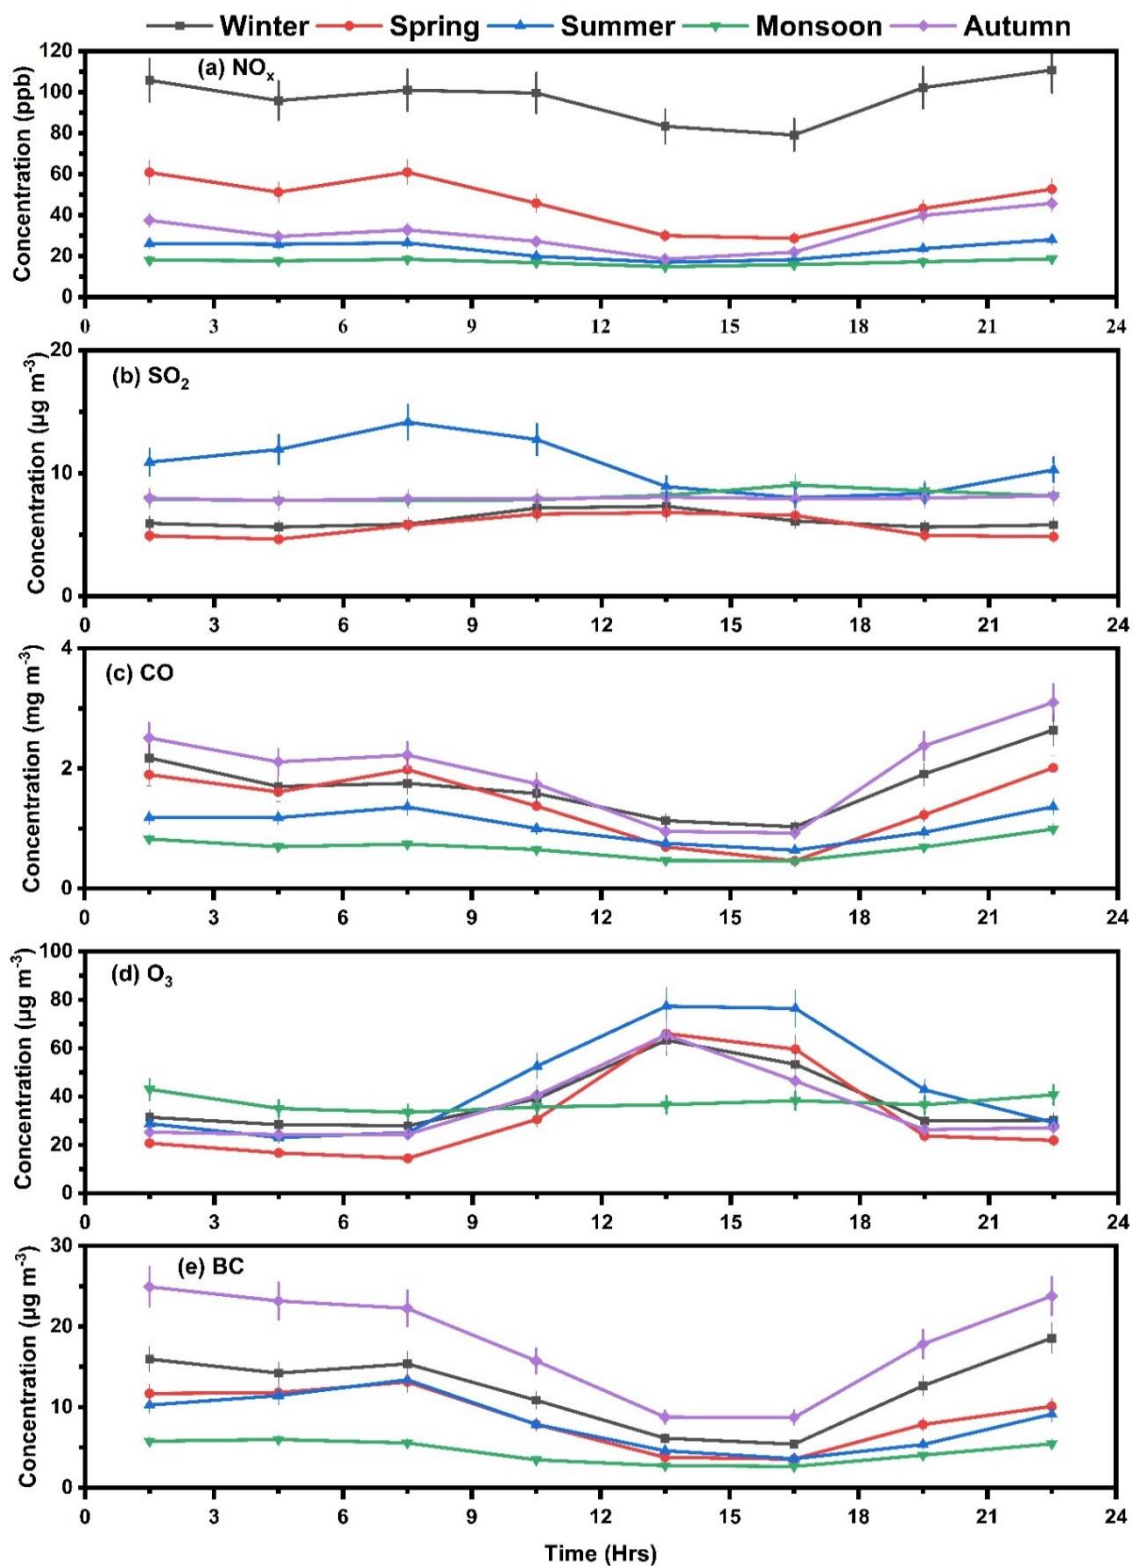 Winter Spring Summer Monsoon Autumn
(a) NOₓ
Concentration (ppb)
120
100
80
60
40
20
0
0 3 6 9 12 15 18 21 24
(b) SO₂
Concentration (µg m⁻³)
20
10
0
0 3 6 9 12 15 18 21 24
(c) CO
Concentration (mg m⁻³)
4
2
0
0 3 6 9 12 15 18 21 24
(d) O₃
Concentration (µg m⁻³)
100
80
60
40
20
0
0 3 6 9 12 15 18 21 24
(e) BC
Concentration (µg m⁻³)
30
20
10
0
0 3 6 9 12 15 18 21 24
Time (Hrs)